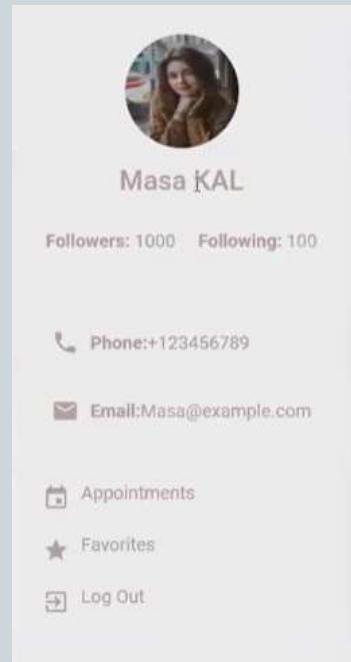 Masa KAL
Followers: 1000 Following: 100
Phone:+123456789
Email:Masa@example.com
Appointments
Favorites
Log Out